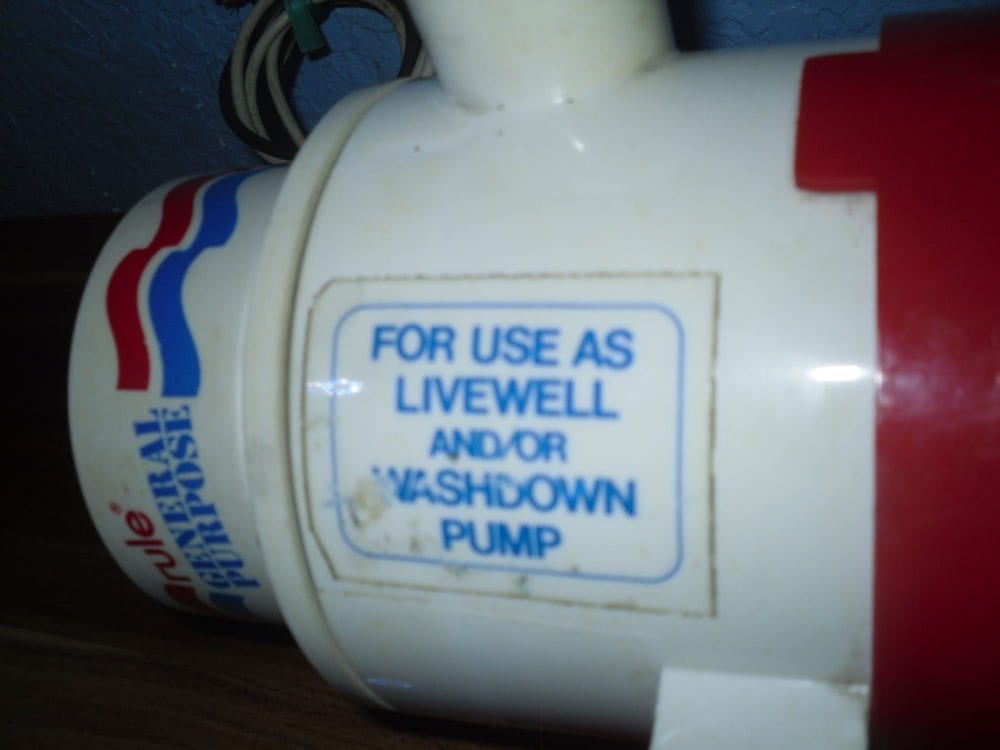 FOR USE AS
LIVEWELL
AND/OR
WASHDOWN
PUMP
rule®
GENERAL
PURPOSE